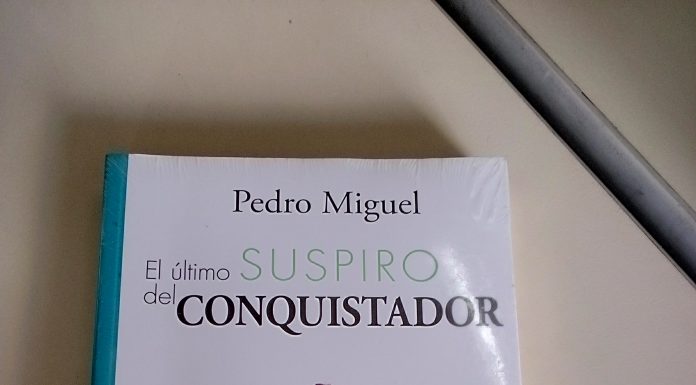 Pedro Miguel
El último SUSPIRO
del CONQUISTADOR